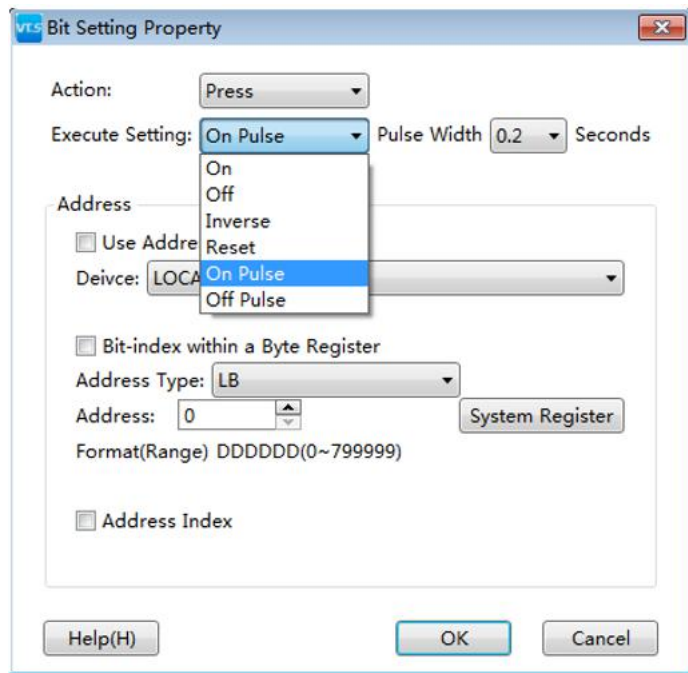 VTS Bit Setting Property
Action: Press
Execute Setting: On Pulse Pulse Width 0.2 Seconds
On
Off
Inverse
Reset
On Pulse
Off Pulse
Address
Use Addre
Deivce: LOCA
Bit-index within a Byte Register
Address Type: LB
Address: 0 System Register
Format(Range) DDDDDD(0~799999)
Address Index
Help(H) OK Cancel